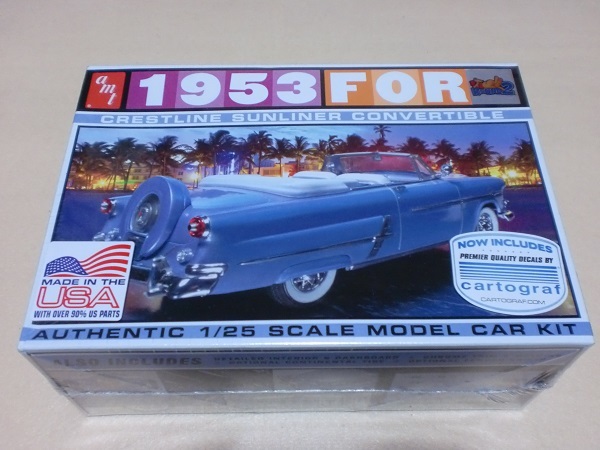 amt
1953 FOR
CRESTLINE SUNLINER CONVERTIBLE
MADE IN THE
USA
WITH OVER 90% US PARTS
NOW INCLUDES
PREMIER QUALITY DECALS BY
cartograf
CARTOGRAF.COM
AUTHENTIC 1/25 SCALE MODEL CAR KIT
ALSO INCLUDES